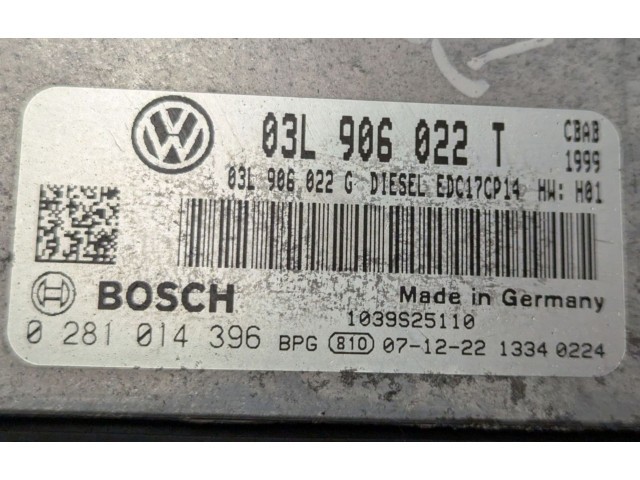 03L 906 022 T CBAB
1999
03L 906 022 G DIESEL EDC17CP14 HW: H01
BOSCH
Made in Germany
1039S25110
0 281 014 396 BPG 810 07-12-22 1334 0224